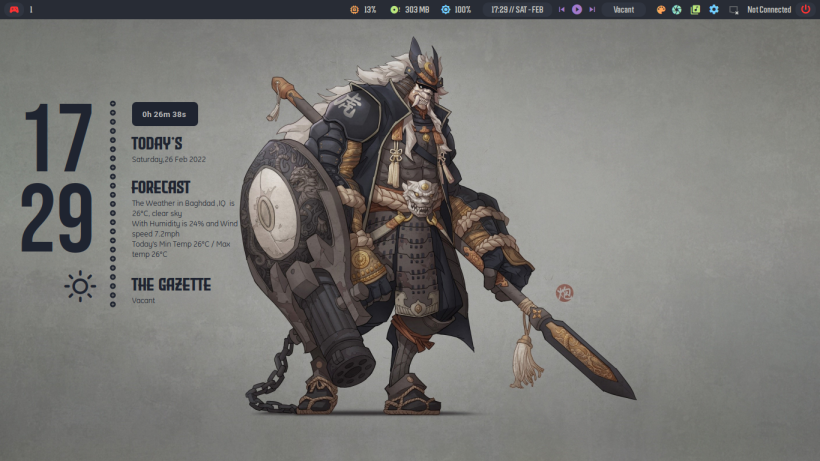 1
13%
303 MB
100%
17:29 // SAT - FEB
Vacant
Not Connected
17
29
0h 26m 38s
TODAY'S
Saturday,26 Feb 2022
FORECAST
The Weather in Baghdad ,IQ is
26°C, clear sky
With Humidity is 24% and Wind
speed 7.2mph
Today's Min Temp 26°C / Max
temp 26°C
THE GAZETTE
Vacant
虎